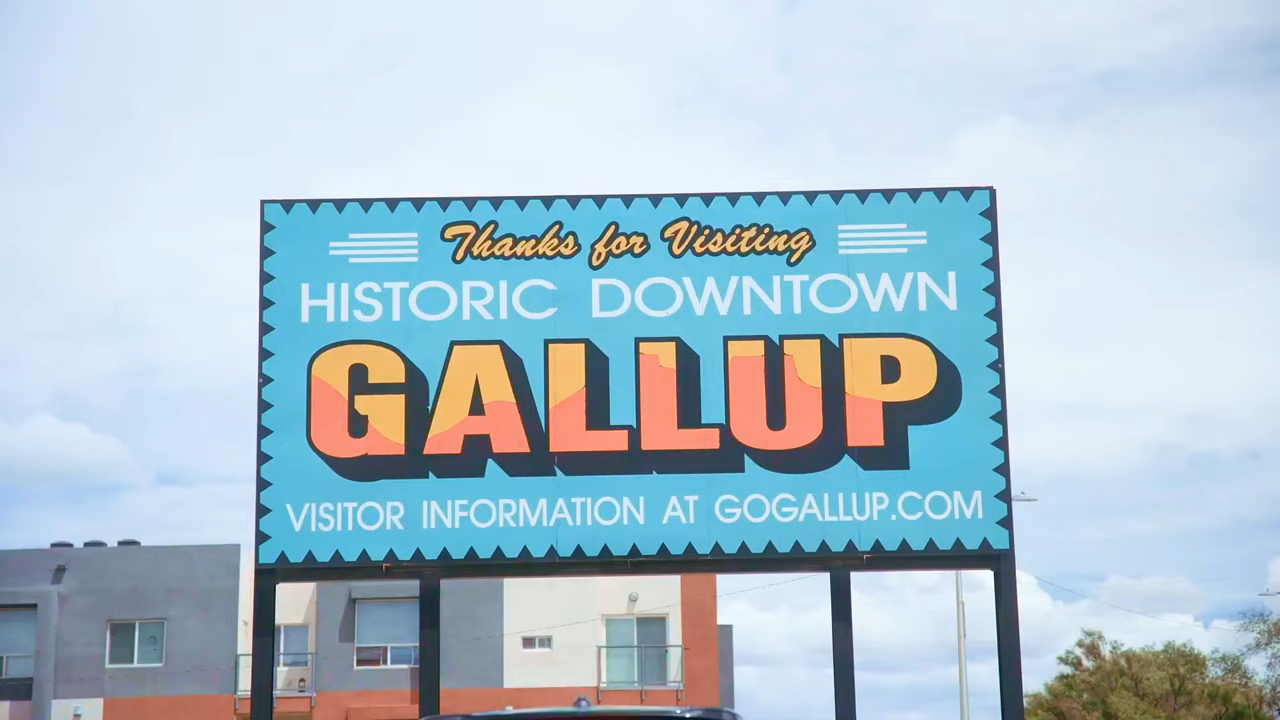 Thanks for Visiting
HISTORIC DOWNTOWN
GALLUP
VISITOR INFORMATION AT GOGALLUP.COM